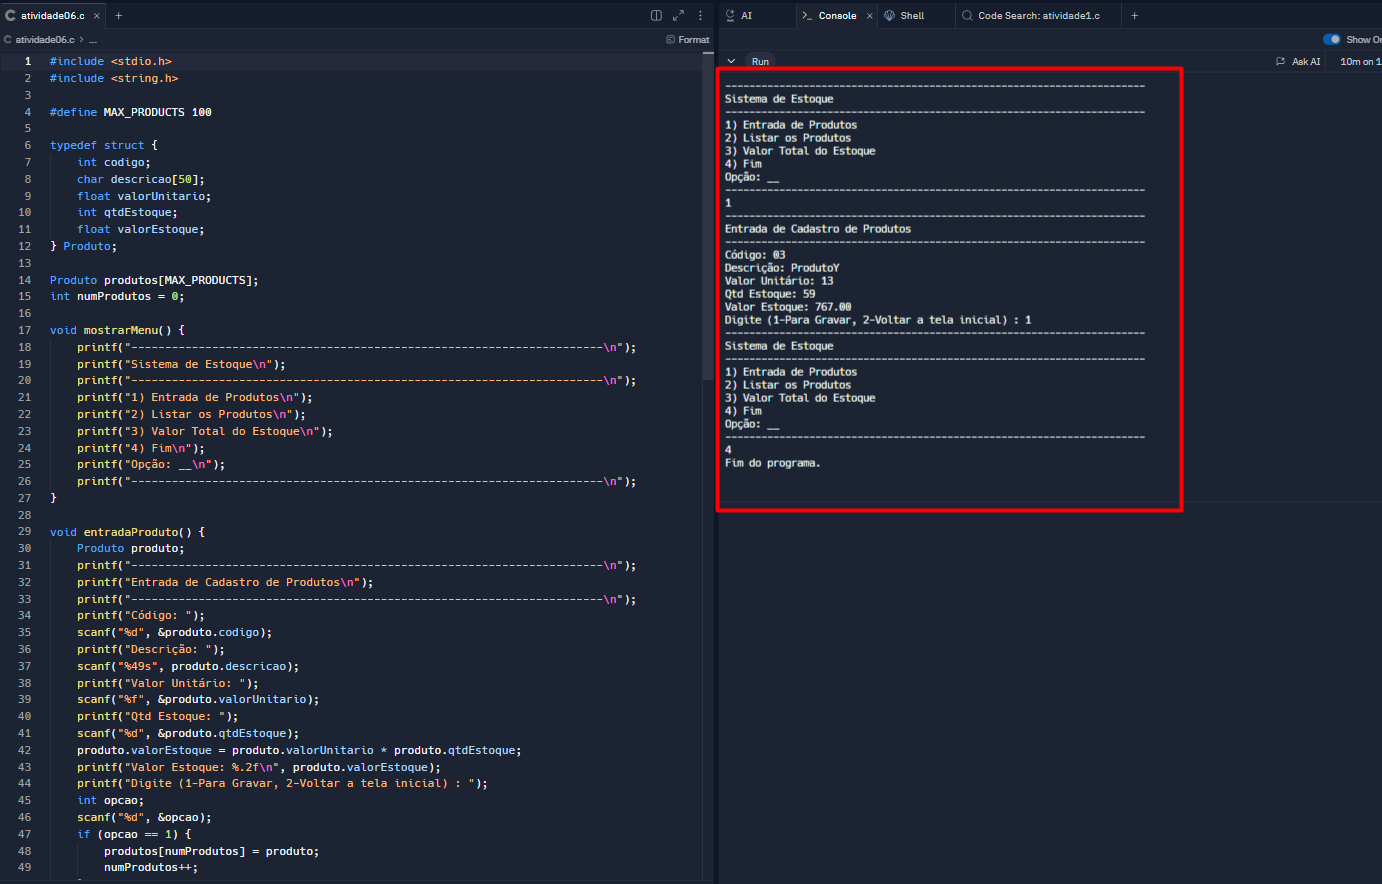 atividade06.c × +
atividade06.c > ...
Format
1 #include <stdio.h>
2 #include <string.h>
3
4 #define MAX_PRODUCTS 100
5
6 typedef struct {
7     int codigo;
8     char descricao[50];
9     float valorUnitario;
10     int qtdEstoque;
11     float valorEstoque;
12 } Produto;
13
14 Produto produtos[MAX_PRODUCTS];
15 int numProdutos = 0;
16
17 void mostrarMenu() {
18     printf("----------------------------------------------------------------------\n");
19     printf("Sistema de Estoque\n");
20     printf("----------------------------------------------------------------------\n");
21     printf("1) Entrada de Produtos\n");
22     printf("2) Listar os Produtos\n");
23     printf("3) Valor Total do Estoque\n");
24     printf("4) Fim\n");
25     printf("Opção: __\n");
26     printf("----------------------------------------------------------------------\n");
27 }
28
29 void entradaProduto() {
30     Produto produto;
31     printf("----------------------------------------------------------------------\n");
32     printf("Entrada de Cadastro de Produtos\n");
33     printf("----------------------------------------------------------------------\n");
34     printf("Código: ");
35     scanf("%d", &produto.codigo);
36     printf("Descrição: ");
37     scanf("%49s", produto.descricao);
38     printf("Valor Unitário: ");
39     scanf("%f", &produto.valorUnitario);
40     printf("Qtd Estoque: ");
41     scanf("%d", &produto.qtdEstoque);
42     produto.valorEstoque = produto.valorUnitario * produto.qtdEstoque;
43     printf("Valor Estoque: %.2f\n", produto.valorEstoque);
44     printf("Digite (1-Para Gravar, 2-Voltar a tela inicial) : ");
45     int opcao;
46     scanf("%d", &opcao);
47     if (opcao == 1) {
48         produtos[numProdutos] = produto;
49         numProdutos++;
AI
>_ Console ×
Shell
Code Search: atividade1.c
+
Show
Run
Ask AI
10m on
----------------------------------------------------------------------
Sistema de Estoque
----------------------------------------------------------------------
1) Entrada de Produtos
2) Listar os Produtos
3) Valor Total do Estoque
4) Fim
Opção: __
----------------------------------------------------------------------
1
----------------------------------------------------------------------
Entrada de Cadastro de Produtos
----------------------------------------------------------------------
Código: 03
Descrição: ProdutoY
Valor Unitário: 13
Qtd Estoque: 59
Valor Estoque: 767.00
Digite (1-Para Gravar, 2-Voltar a tela inicial) : 1
----------------------------------------------------------------------
Sistema de Estoque
----------------------------------------------------------------------
1) Entrada de Produtos
2) Listar os Produtos
3) Valor Total do Estoque
4) Fim
Opção: __
----------------------------------------------------------------------
4
Fim do programa.